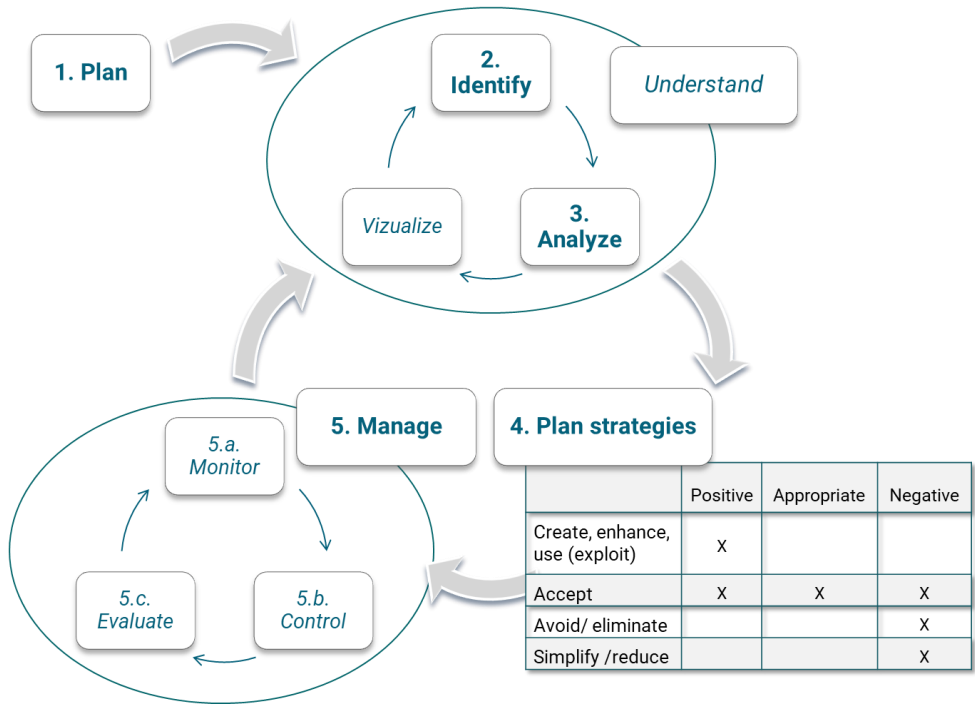 1. Plan
2.
Identify
Understand
Vizualize
3.
Analyze
5. Manage
4. Plan strategies
5.a.
Monitor
5.c.
Evaluate
5.b.
Control
Positive Appropriate Negative
Create, enhance,
use (exploit) X
Accept X X X
Avoid/ eliminate X
Simplify /reduce X